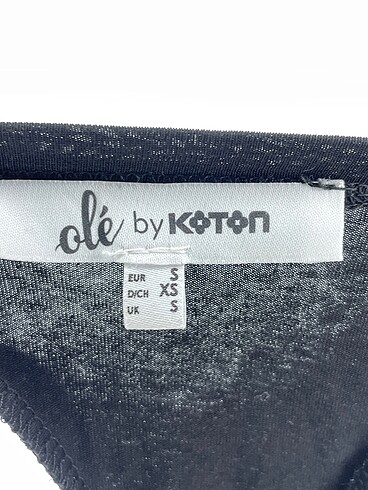 olé by KOTON
EUR S
D/CH XS
UK S